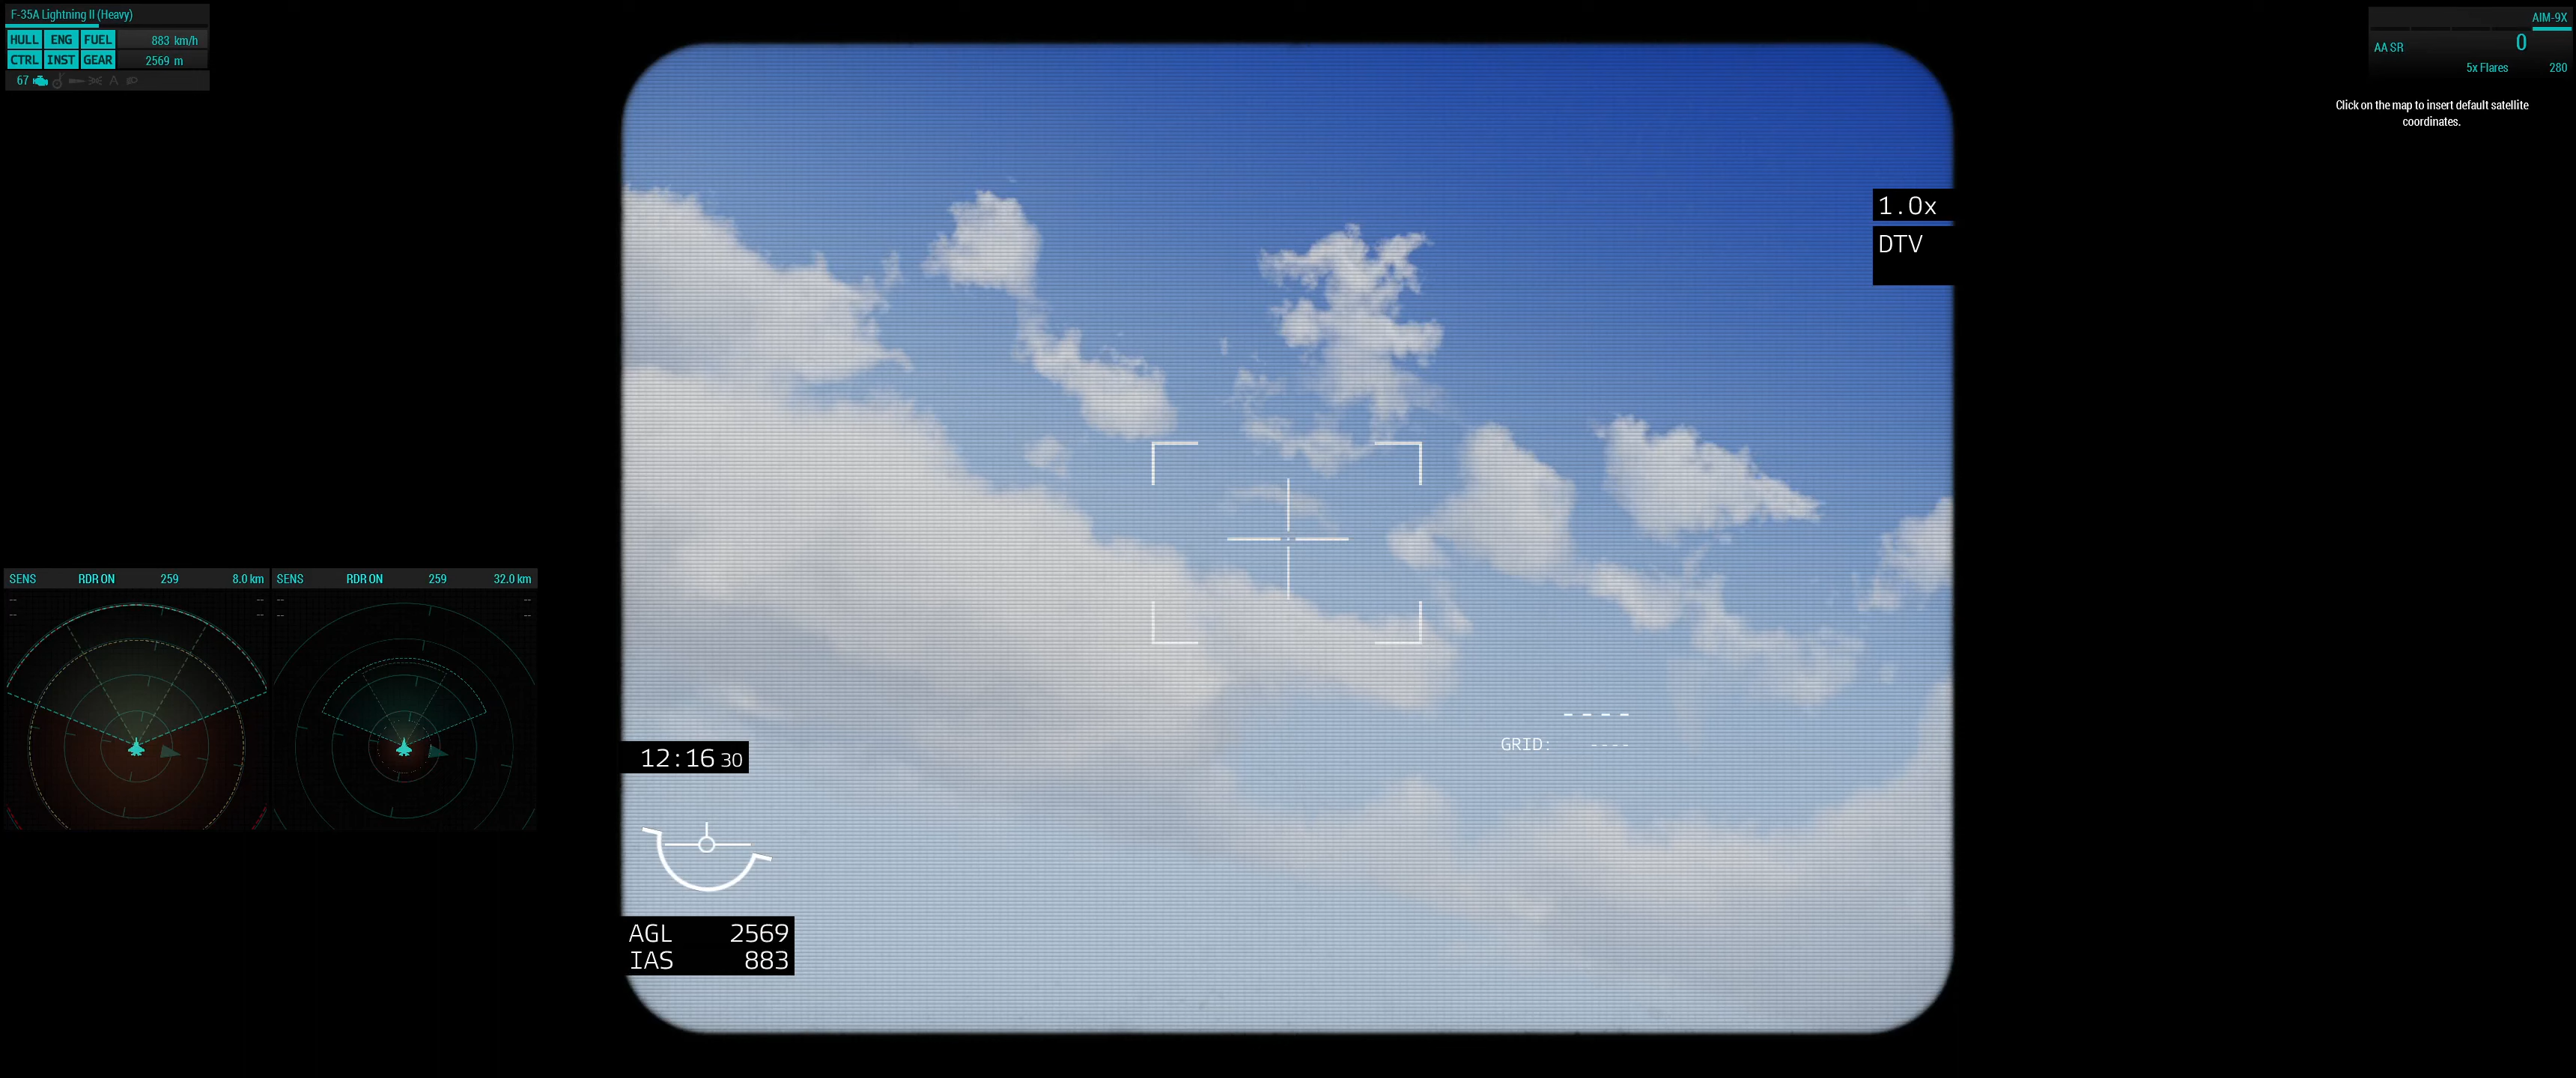 F-35A Lightning II (Heavy)
HULL ENG FUEL 883 km/h
CTRL INST GEAR 2569 m
67 A
AIM-9X
AA SR 0
5x Flares 280
Click on the map to insert default satellite
coordinates.
1.0x
DTV
SENS RDR ON 259 8.0 km
SENS RDR ON 259 32.0 km
-- --
-- --
-- --
-- --
- - - -
GRID: ----
12:16 30
AGL 2569
IAS 883